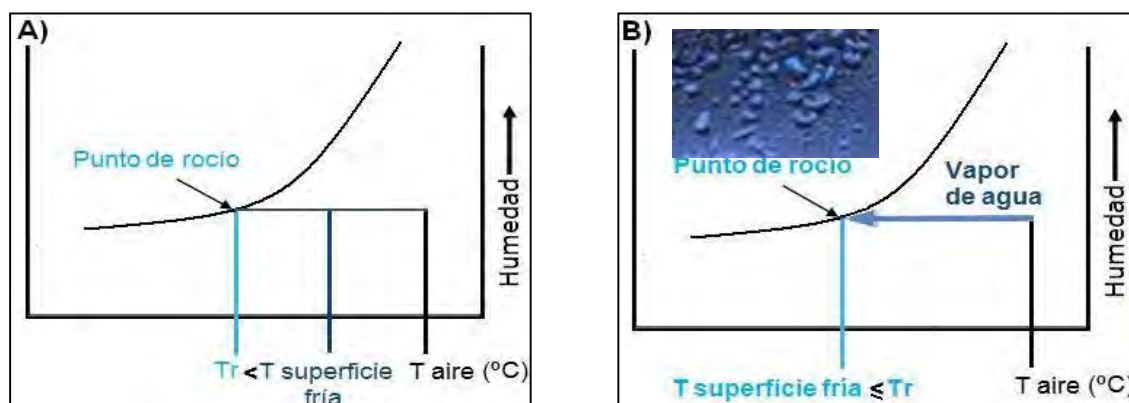 A)
Punto de rocío
Humedad
Tr < T superficie
fría
T aire (ºC)
B)
Punto de rocío
Vapor
de agua
Humedad
T superficie fría ≤ Tr
T aire (ºC)